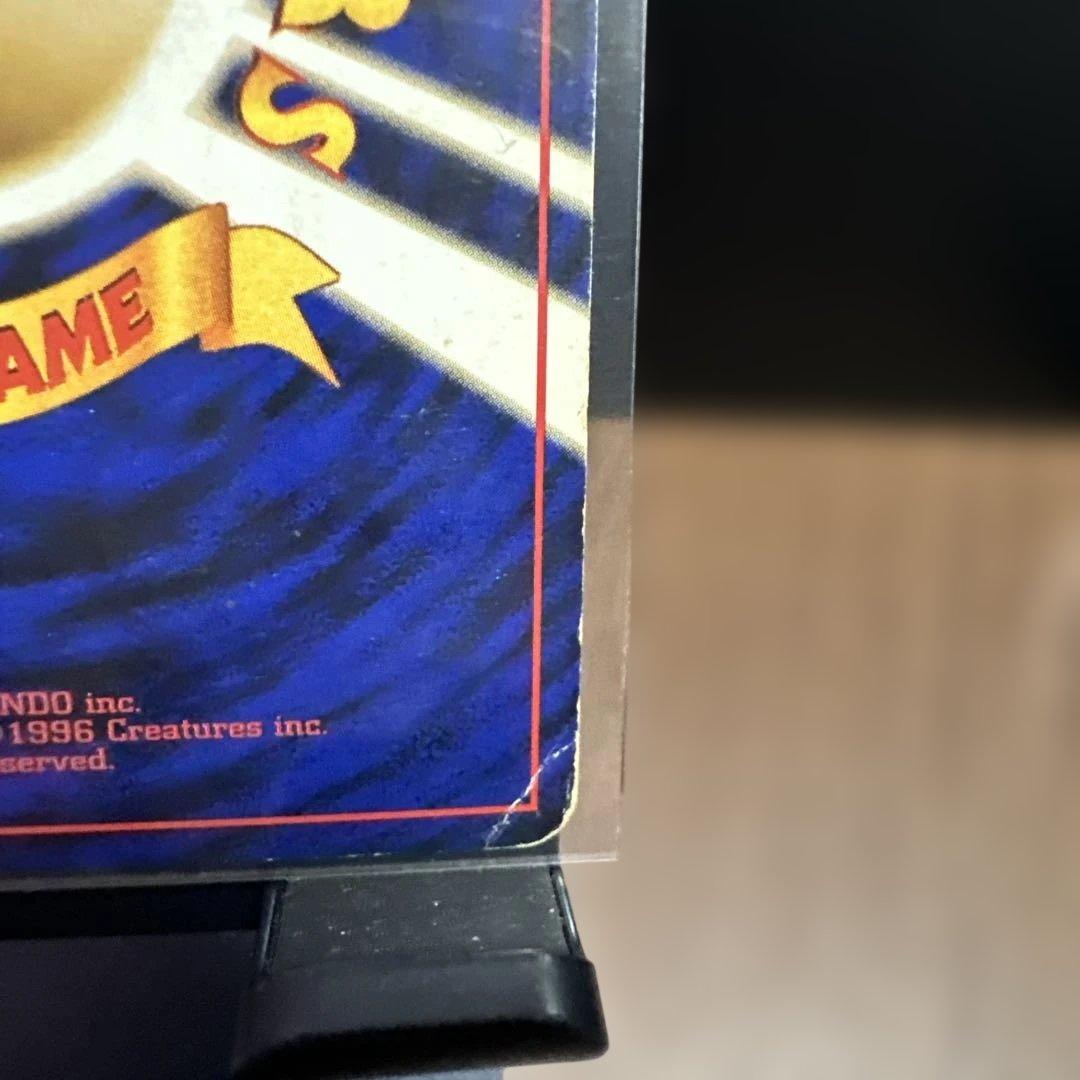 S
AME
NDO inc.
©1996 Creatures inc.
served.